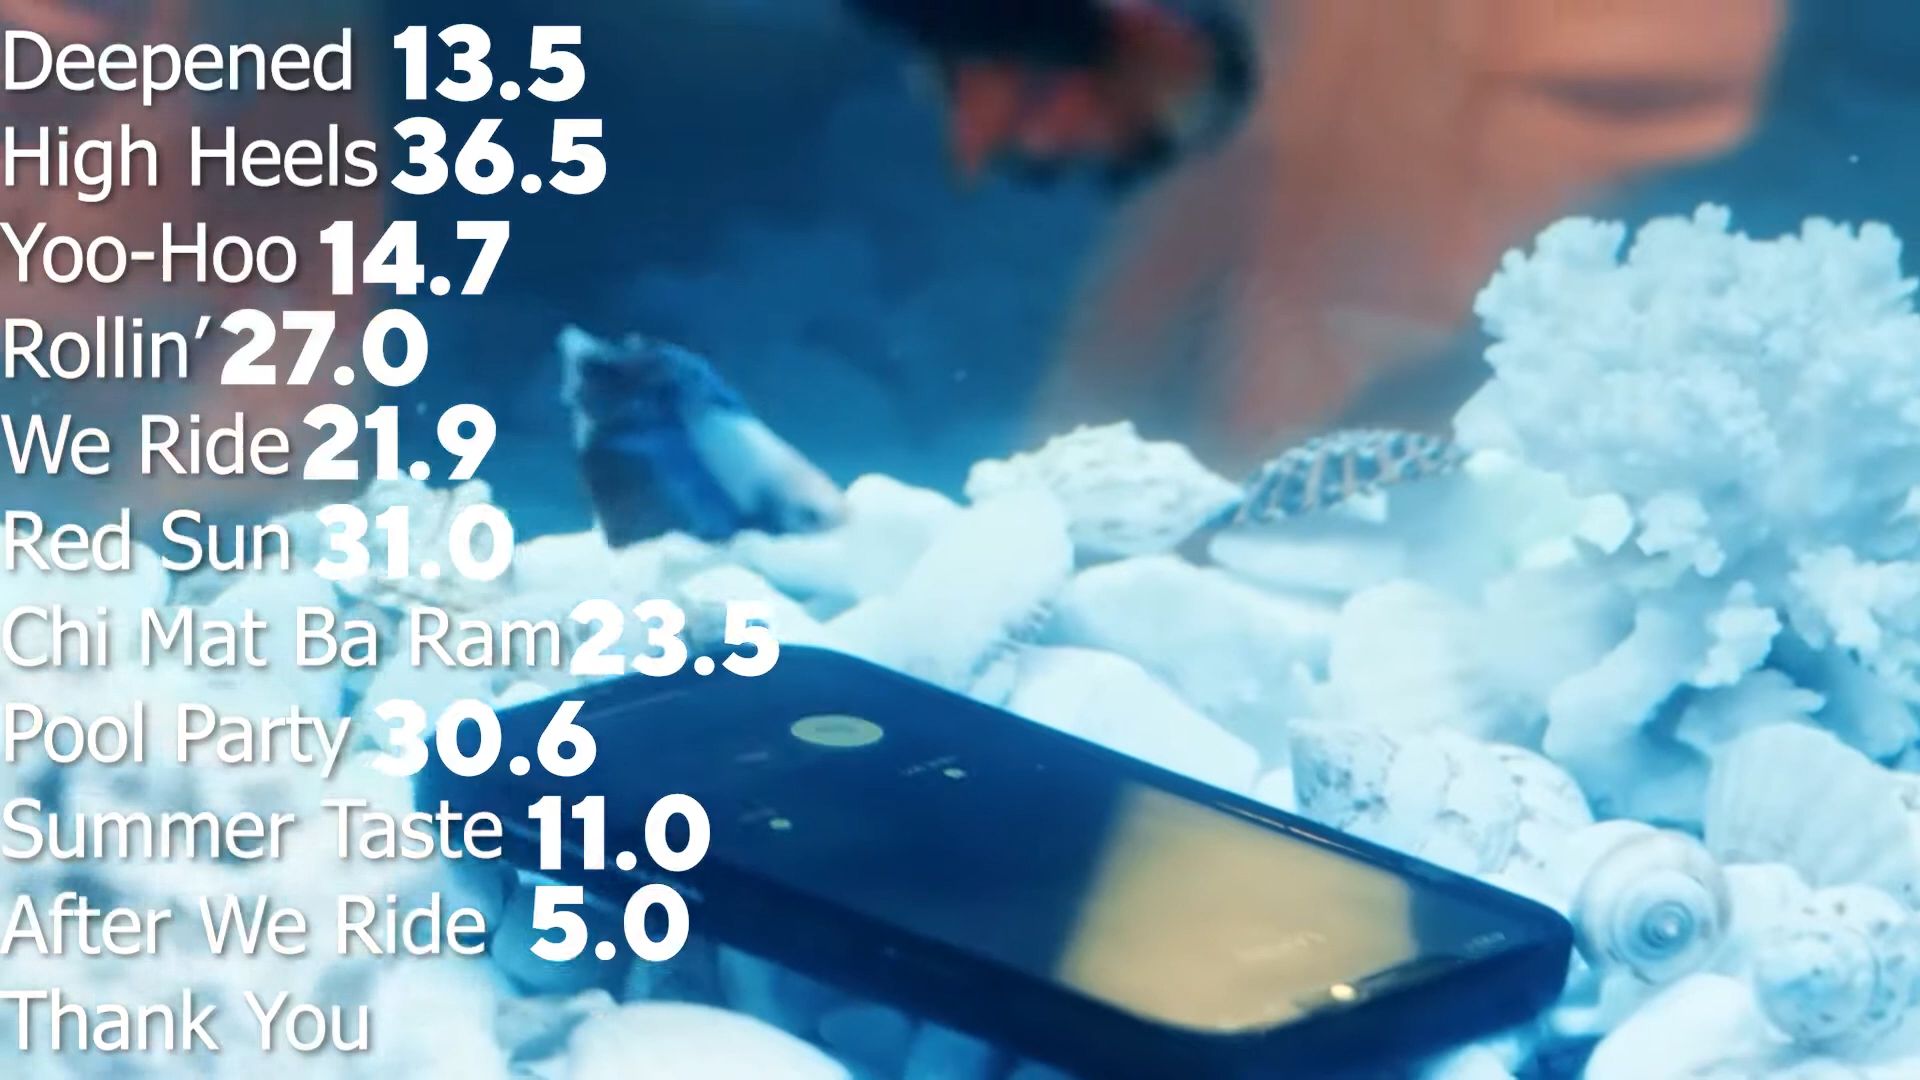 Deepened 13.5
High Heels 36.5
Yoo-Hoo 14.7
Rollin’ 27.0
We Ride 21.9
Red Sun 31.0
Chi Mat Ba Ram 23.5
Pool Party 30.6
Summer Taste 11.0
After We Ride 5.0
Thank You